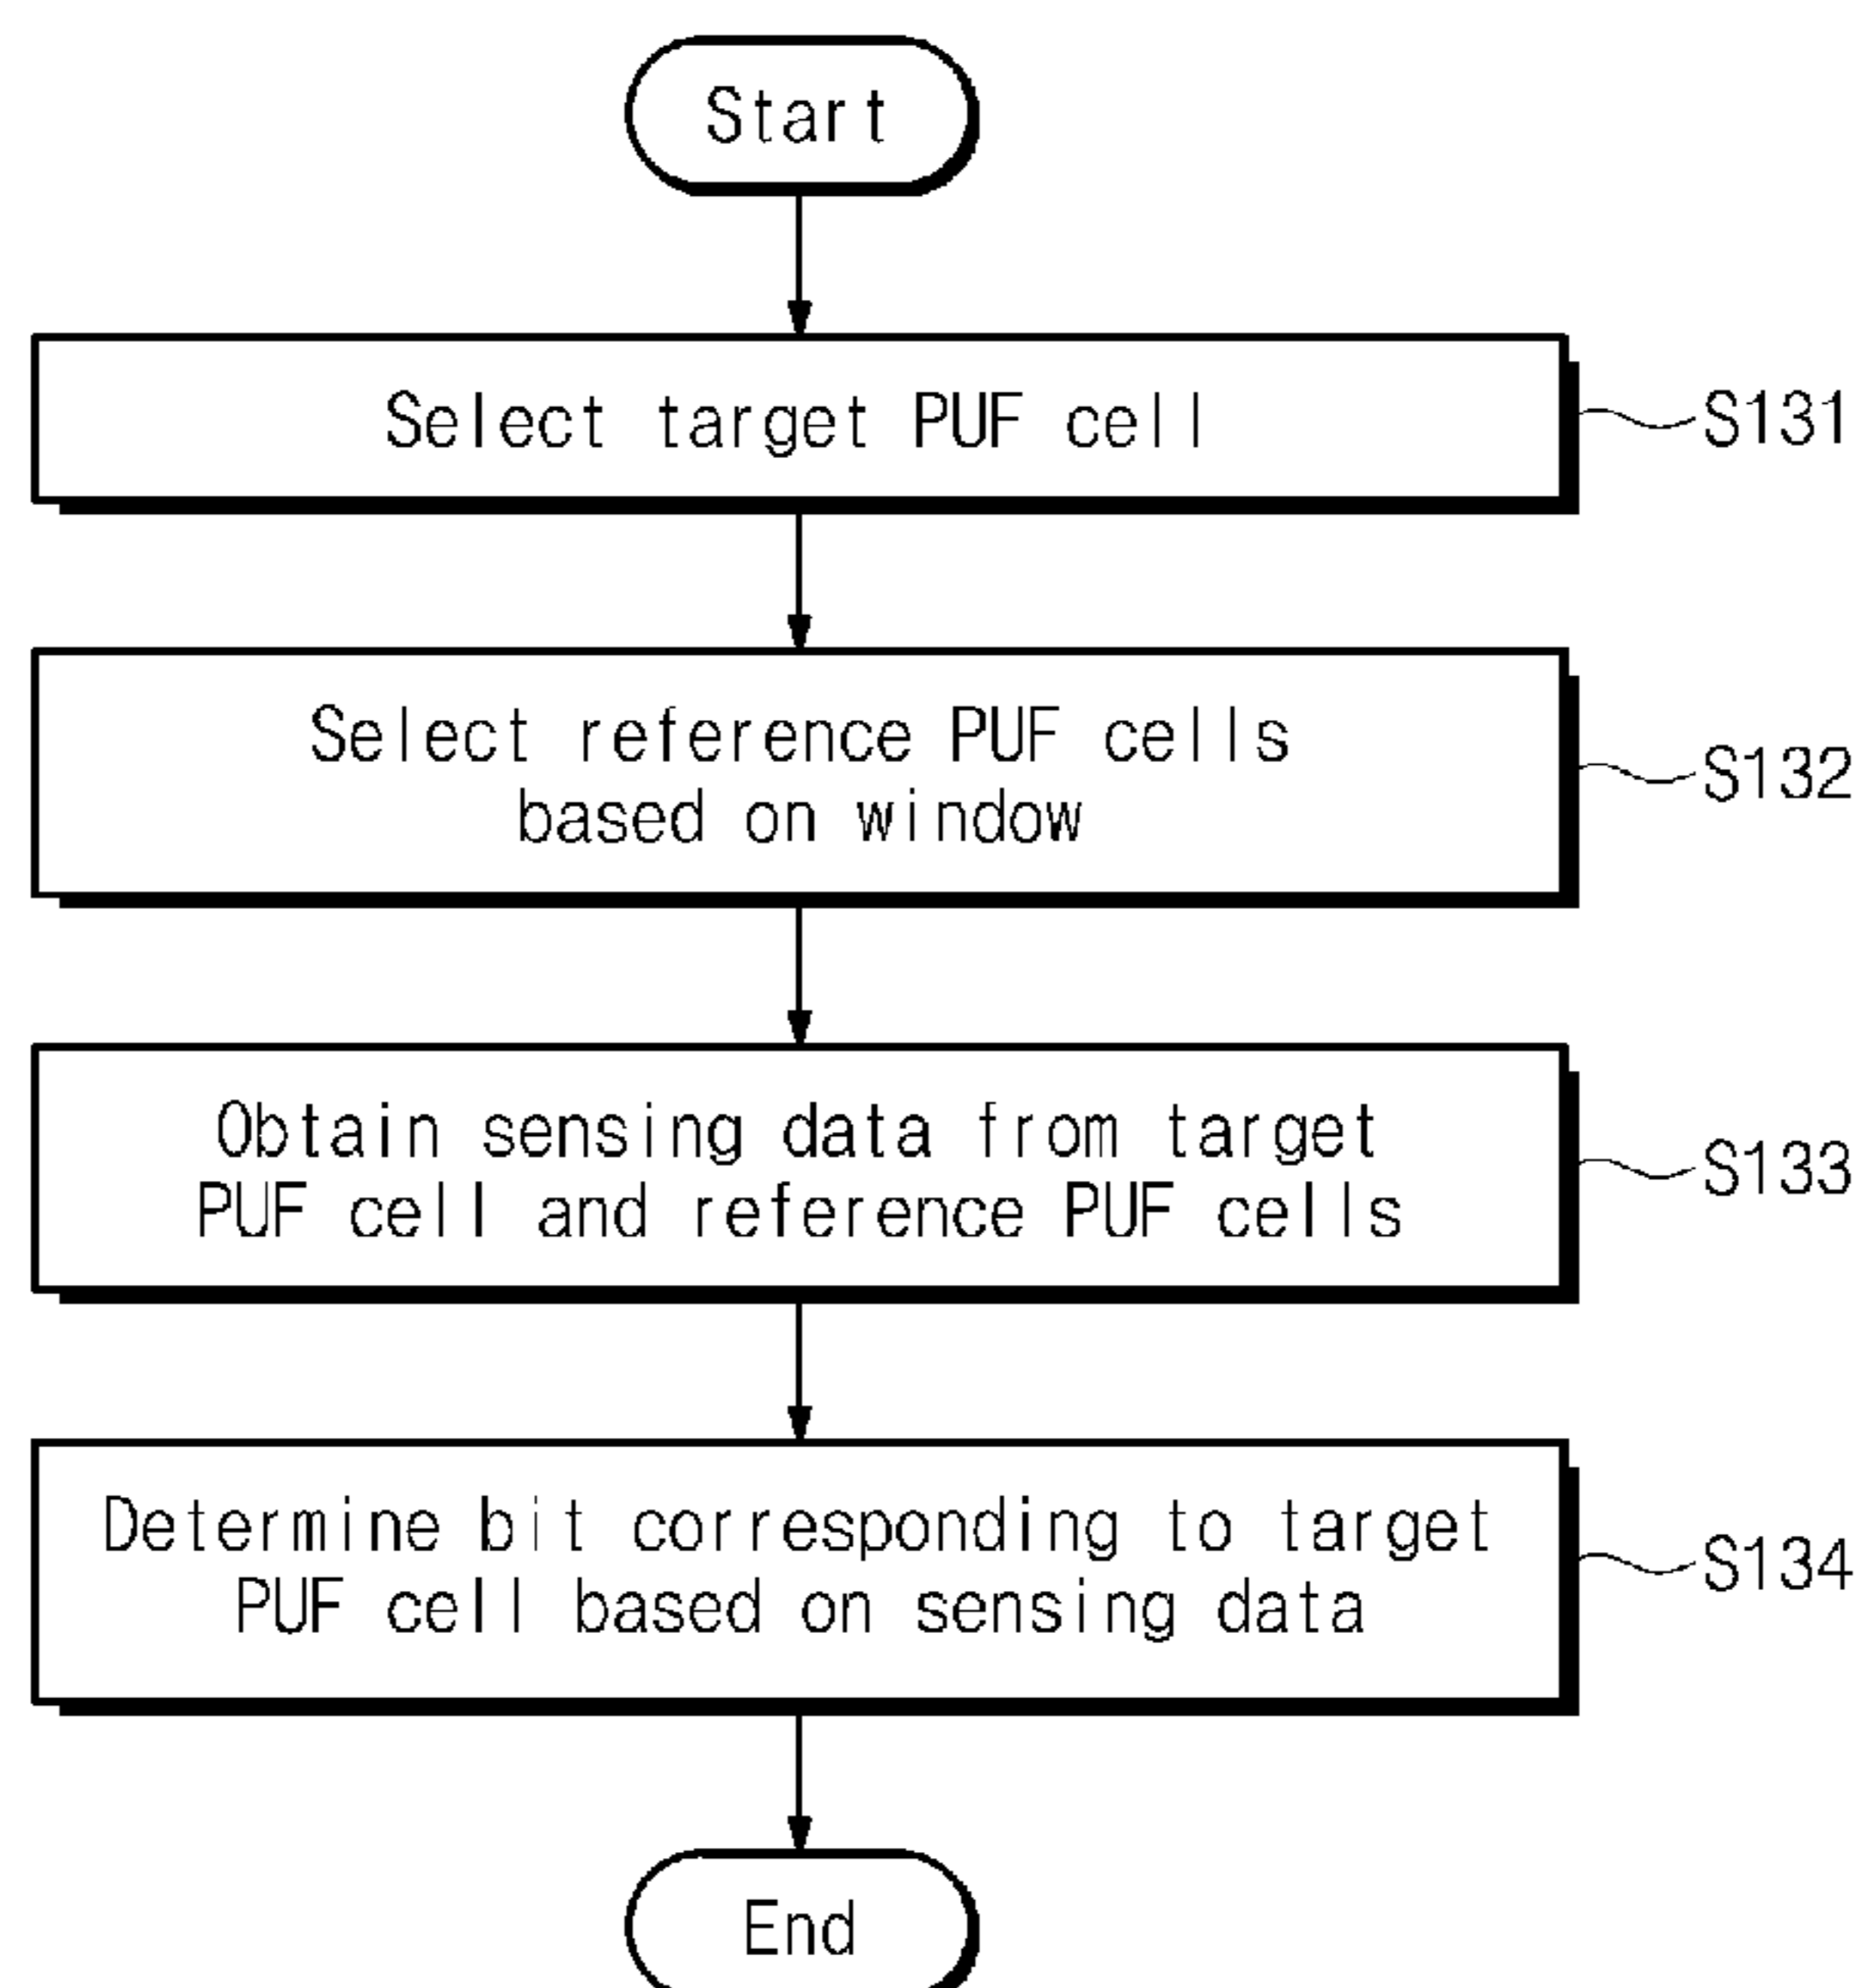 Start
Select target PUF cell
S131
Select reference PUF cells
based on window
S132
Obtain sensing data from target
PUF cell and reference PUF cells
S133
Determine bit corresponding to target
PUF cell based on sensing data
S134
End